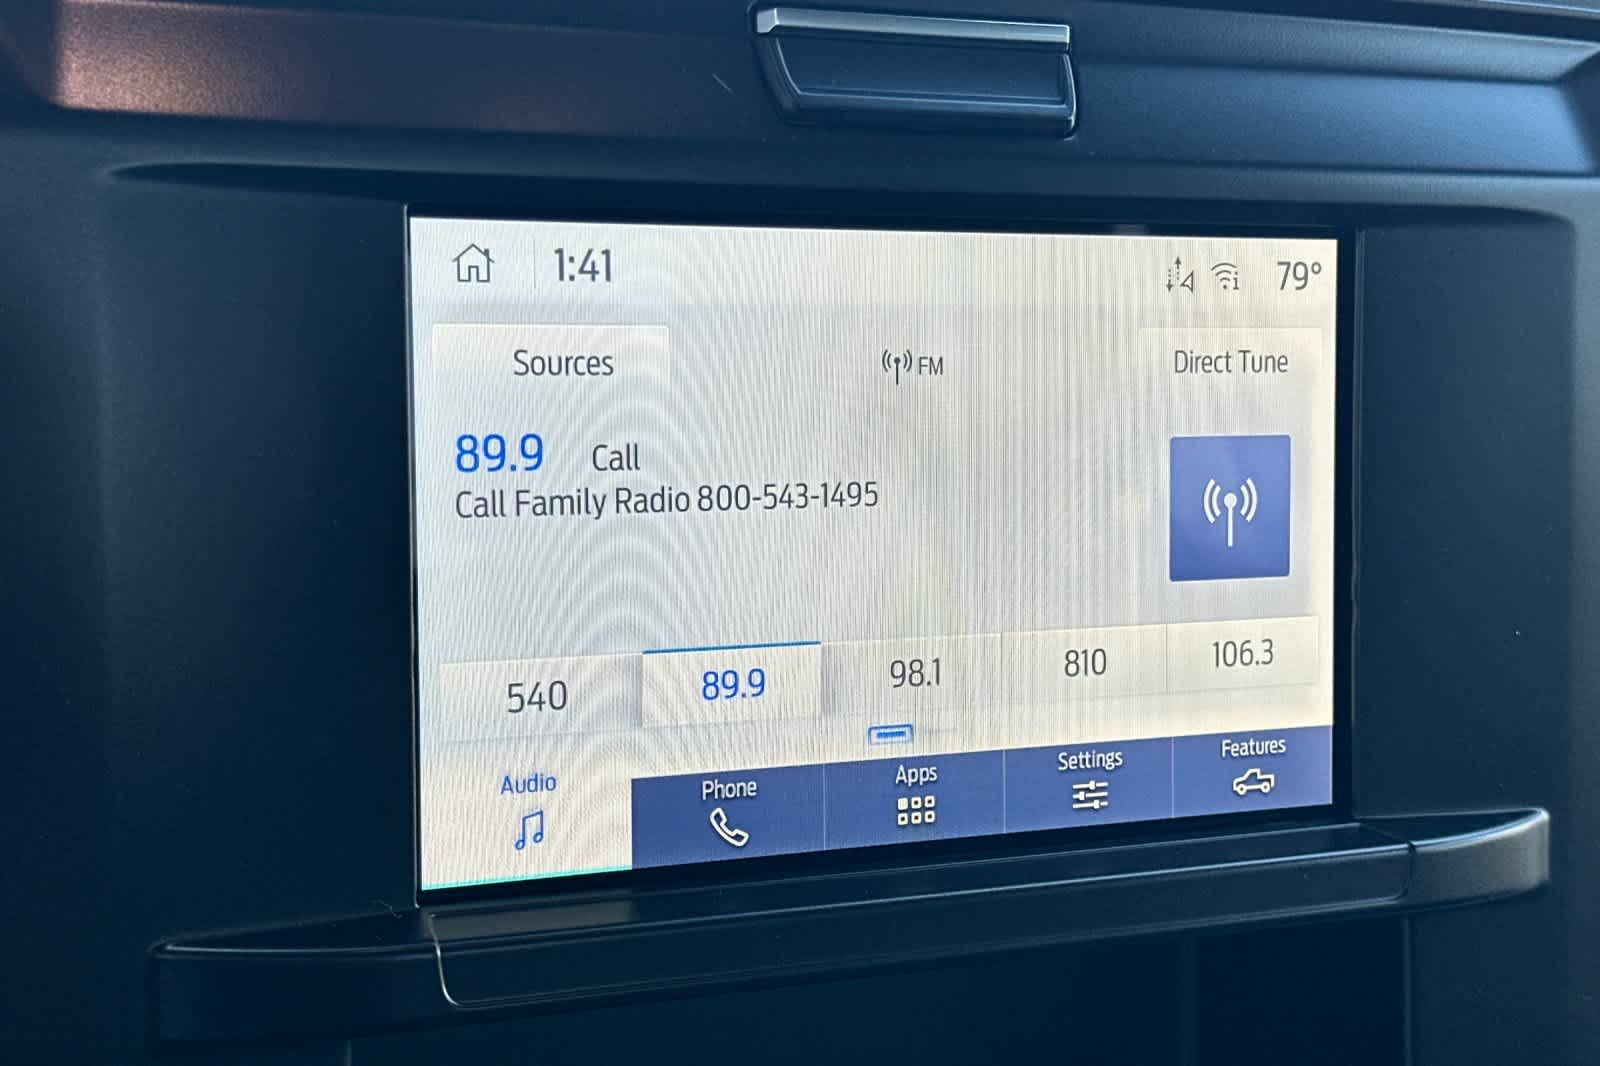 1:41
79°
Sources
FM
Direct Tune
89.9 Call
Call Family Radio 800-543-1495
540
89.9
98.1
810
106.3
Audio
Phone
Apps
Settings
Features